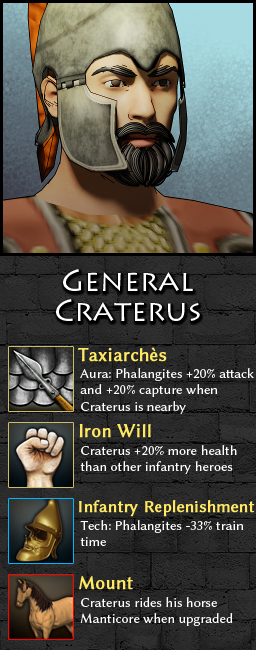 GENERAL
CRATERUS
Taxiarchès
Aura: Phalangites +20% attack
and +20% capture when
Craterus is nearby
Iron Will
Craterus +20% more health
than other infantry heroes
Infantry Replenishment
Tech: Phalangites -33% train
time
Mount
Craterus rides his horse
Manticore when upgraded